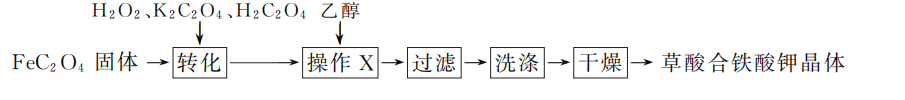 H₂O₂、K₂C₂O₄、H₂C₂O₄ 乙醇
FeC₂O₄ 固体 → 转化 → 操作 X → 过滤 → 洗涤 → 干燥 → 草酸合铁酸钾晶体